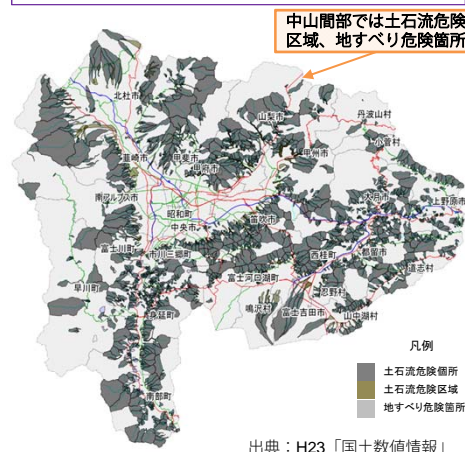 中山間部では土石流危険
区域、地すべり危険箇所
北杜市
丹波山村
山梨市
小菅村
韮崎市
甲斐市
甲府市
甲州市
南アルプス市
昭和町
大月市
上野原市
中央市
笛吹市
富士川町
市川三郷町
西桂町
都留市
道志村
早川町
富士河口湖町
忍野村
身延町
鳴沢村
富士吉田市
山中湖村
南部町
凡例
土石流危険個所
土石流危険区域
地すべり危険箇所
出典：H23「国土数値情報」